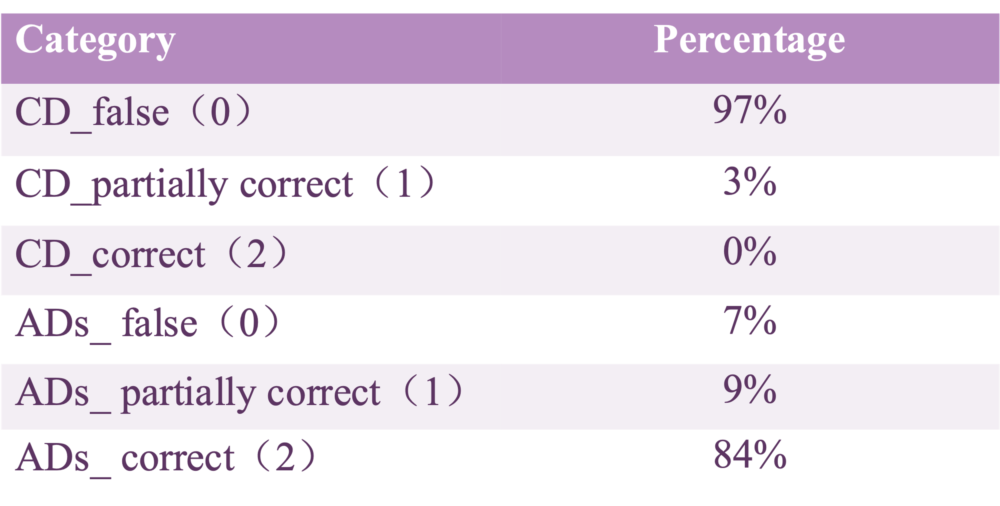 Category Percentage
CD_false（0） 97%
CD_partially correct（1） 3%
CD_correct（2） 0%
ADs_ false（0） 7%
ADs_ partially correct（1） 9%
ADs_ correct（2） 84%